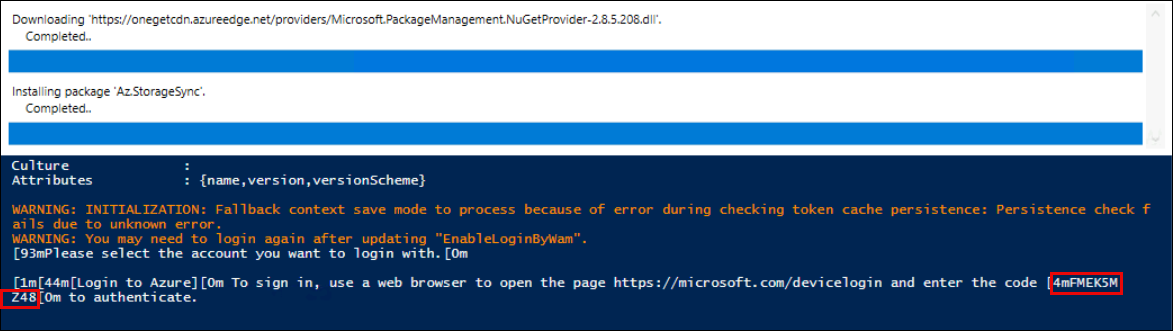 Downloading 'https://onegetcdn.azureedge.net/providers/Microsoft.PackageManagement.NuGetProvider-2.8.5.208.dll'.
Completed..
Installing package 'Az.StorageSync'.
Completed..
Culture :
Attributes : {name,version,versionScheme}
WARNING: INITIALIZATION: Fallback context save mode to process because of error during checking token cache persistence: Persistence check f
ails due to unknown error.
WARNING: You may need to login again after updating "EnableLoginByWam".
[93mPlease select the account you want to login with.[0m
[1m[44m[Login to Azure][0m To sign in, use a web browser to open the page https://microsoft.com/devicelogin and enter the code [4mFMEK5M
Z48[0m to authenticate.